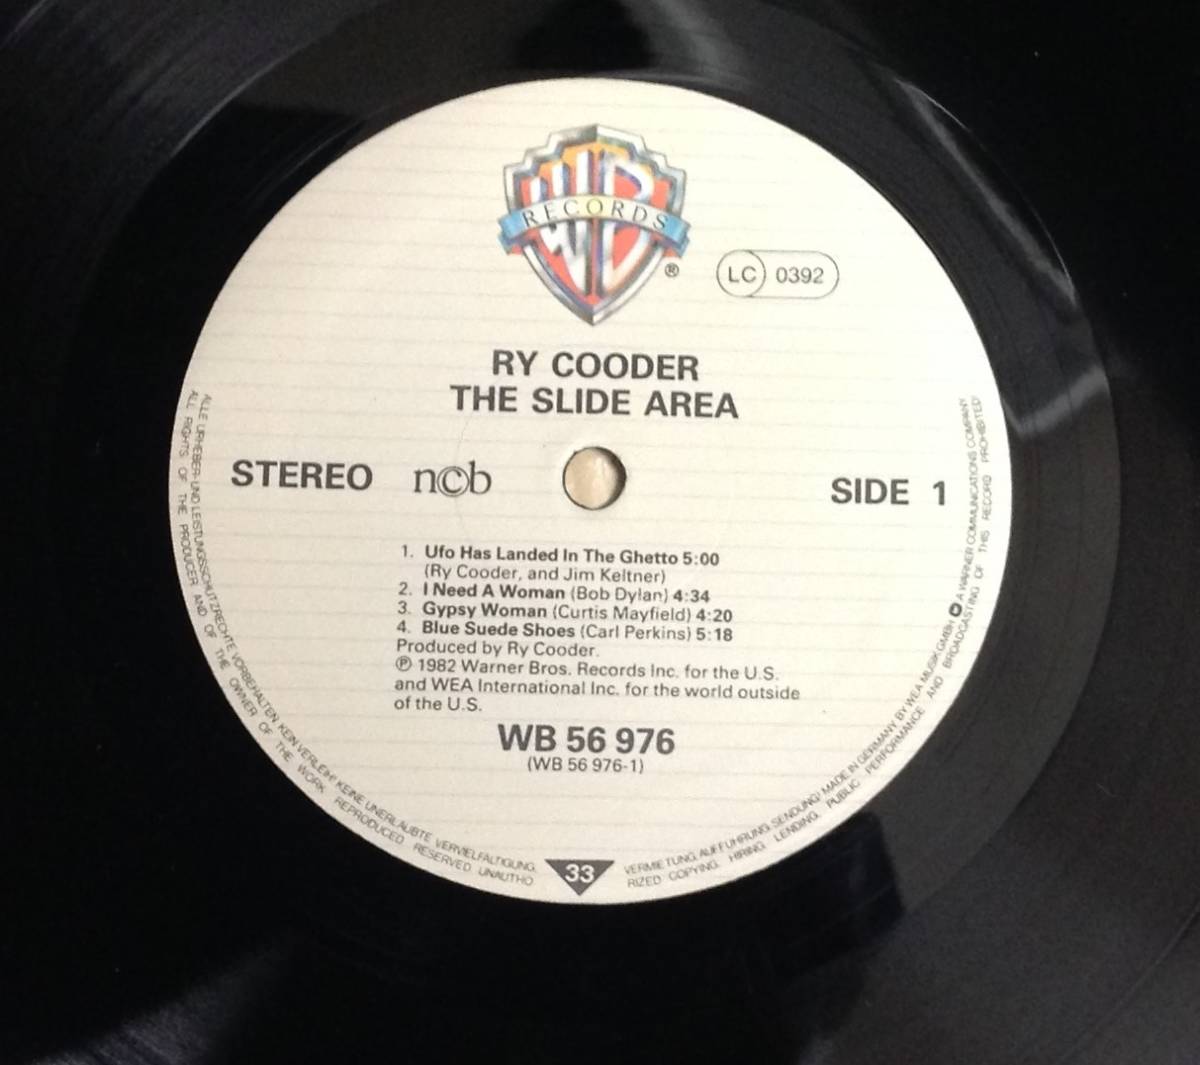 WB
RECORDS
®
LC 0392
RY COODER
THE SLIDE AREA
STEREO n©b
SIDE 1
1. Ufo Has Landed In The Ghetto 5:00
(Ry Cooder, and Jim Keltner)
2. I Need A Woman (Bob Dylan) 4:34
3. Gypsy Woman (Curtis Mayfield) 4:20
4. Blue Suede Shoes (Carl Perkins) 5:18
Produced by Ry Cooder.
℗ 1982 Warner Bros. Records Inc. for the U.S.
and WEA International Inc. for the world outside
of the U.S.
WB 56 976
(WB 56 976-1)
ALLE URHEBER- UND LEISTUNGSSCHUTZRECHTE VORBEHALTEN KEIN VERLEIH! KEINE UNERLAUBTE VERVIELFÄLTIGUNG,
ALL RIGHTS OF THE PRODUCER AND OF THE OWNER OF THE WORK REPRODUCED RESERVED UNAUTHO
33
VERMIETUNG, AUFFÜHRUNG, SENDUNG! MADE IN GERMANY BY WEA MUSIK GMBH A WARNER COMMUNICATIONS COMPANY
RIZED COPYING, HIRING, LENDING, PUBLIC PERFORMANCE AND BROADCASTING OF THIS RECORD PROHIBITED